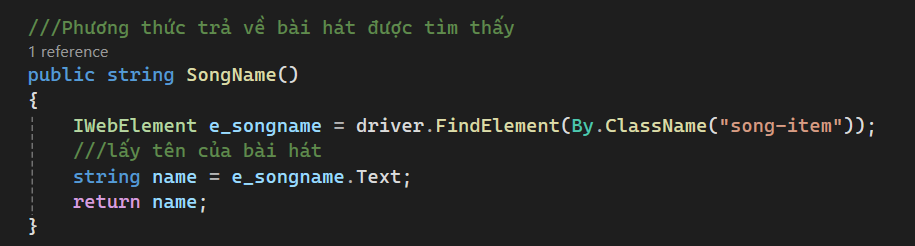 ///Phương thức trả về bài hát được tìm thấy
1 reference
public string SongName()
{
IWebElement e_songname = driver.FindElement(By.ClassName("song-item"));
///lấy tên của bài hát
string name = e_songname.Text;
return name;
}